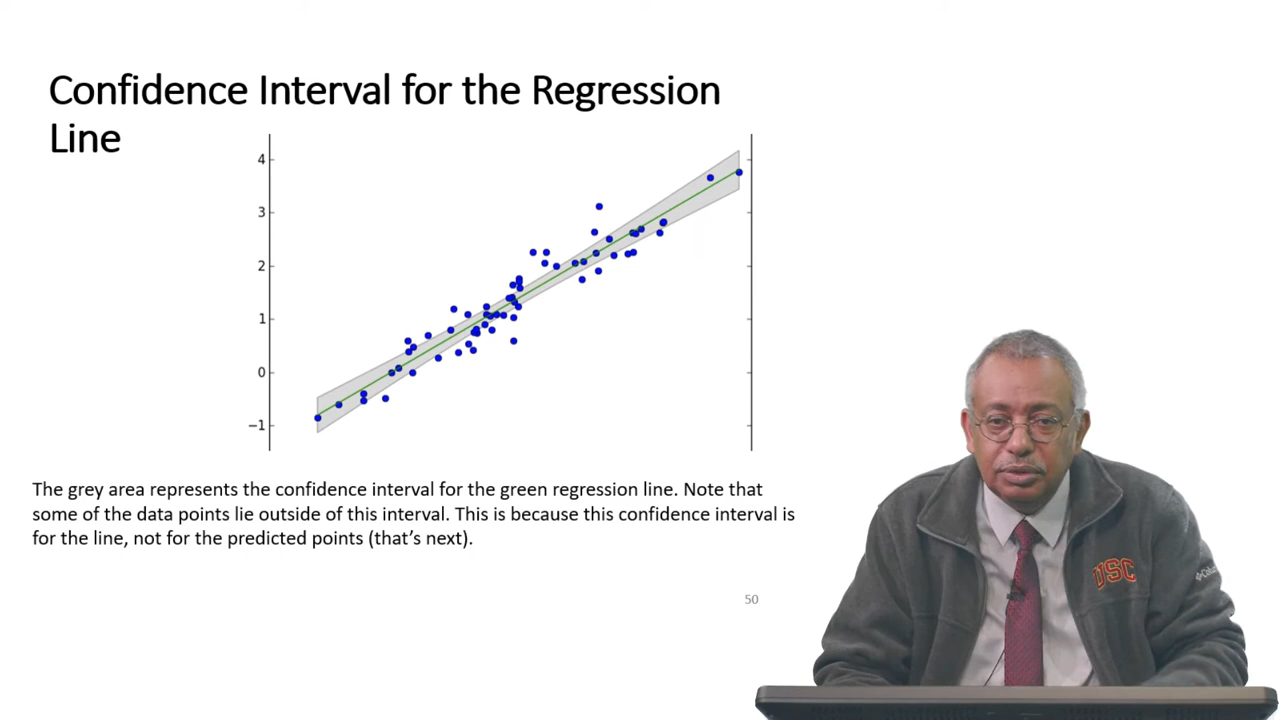 Confidence Interval for the Regression
Line
4
3
2
1
0
−1
The grey area represents the confidence interval for the green regression line. Note that
some of the data points lie outside of this interval. This is because this confidence interval is
for the line, not for the predicted points (that’s next).
50
USC